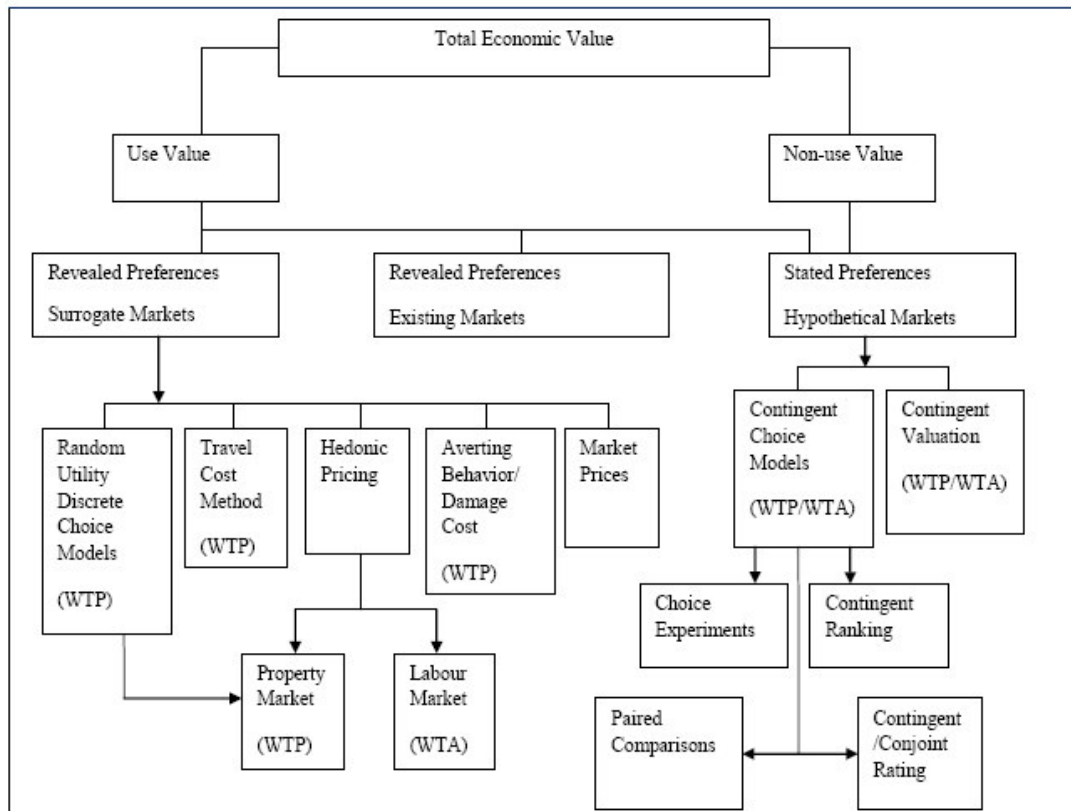 Total Economic Value
Use Value
Non-use Value
Revealed Preferences
Surrogate Markets
Revealed Preferences
Existing Markets
Stated Preferences
Hypothetical Markets
Random
Utility
Discrete
Choice
Models
(WTP)
Travel
Cost
Method
(WTP)
Hedonic
Pricing
Averting
Behavior/
Damage
Cost
(WTP)
Market
Prices
Contingent
Choice
Models
(WTP/WTA)
Contingent
Valuation
(WTP/WTA)
Choice
Experiments
Contingent
Ranking
Property
Market
(WTP)
Labour
Market
(WTA)
Paired
Comparisons
Contingent
/Conjoint
Rating